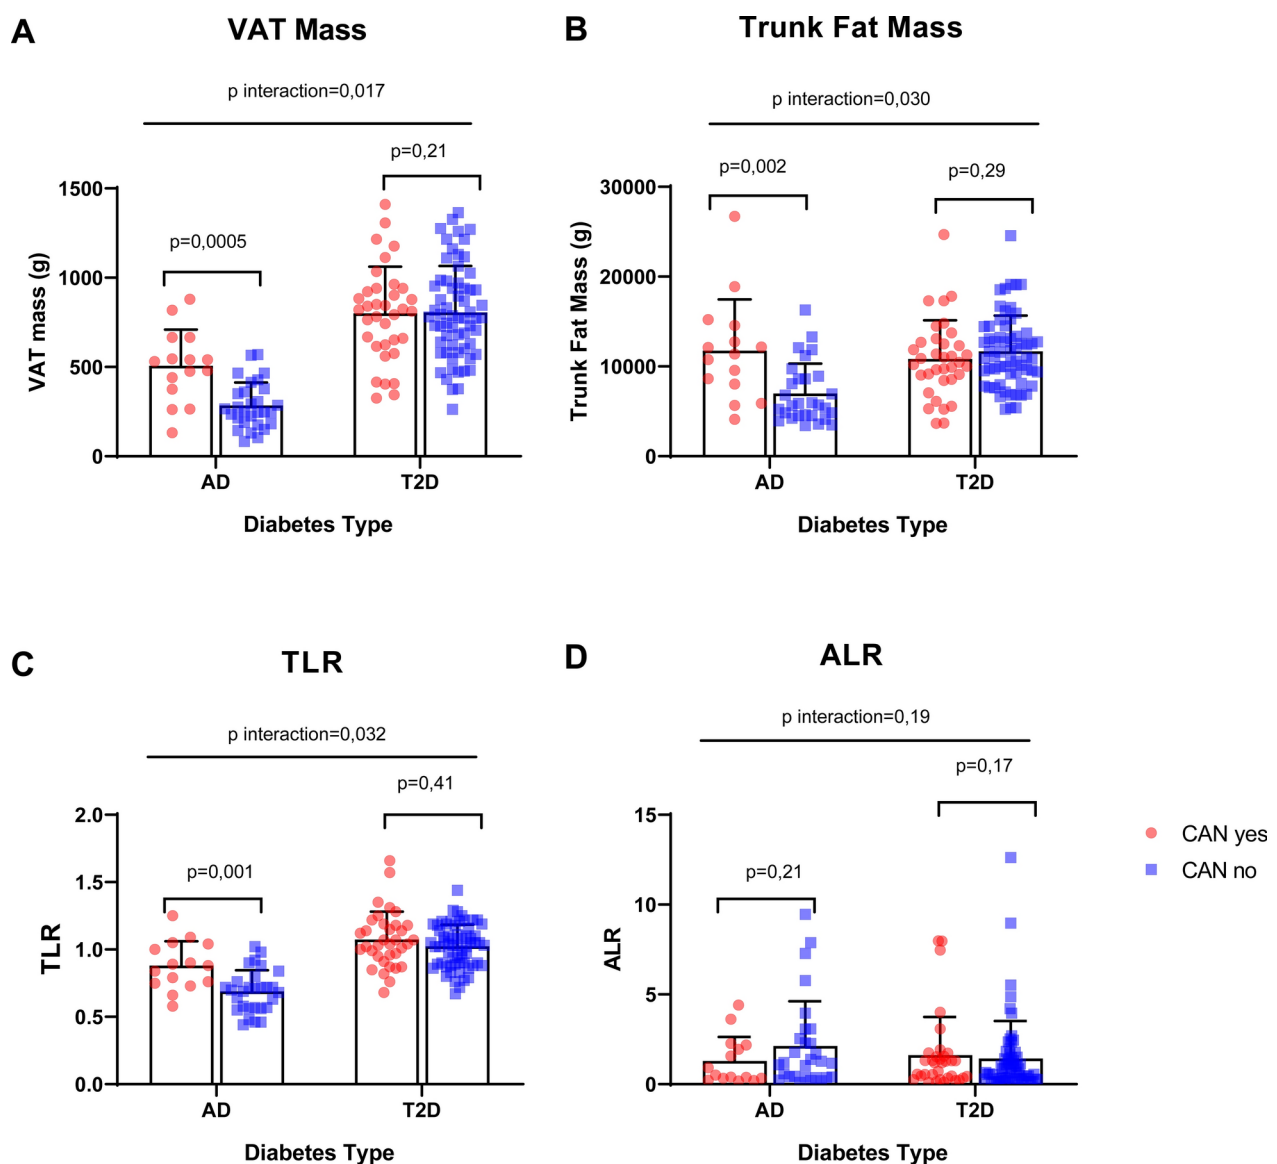 A
VAT Mass
p interaction=0,017
p=0,21
p=0,0005
VAT mass (g)
1500
1000
500
0
AD
T2D
Diabetes Type
B
Trunk Fat Mass
p interaction=0,030
p=0,002
p=0,29
Trunk Fat Mass (g)
30000
20000
10000
0
AD
T2D
Diabetes Type
C
TLR
p interaction=0,032
p=0,41
p=0,001
TLR
2.0
1.5
1.0
0.5
0.0
AD
T2D
Diabetes Type
D
ALR
p interaction=0,19
p=0,17
p=0,21
ALR
15
10
5
0
AD
T2D
Diabetes Type
CAN yes
CAN no